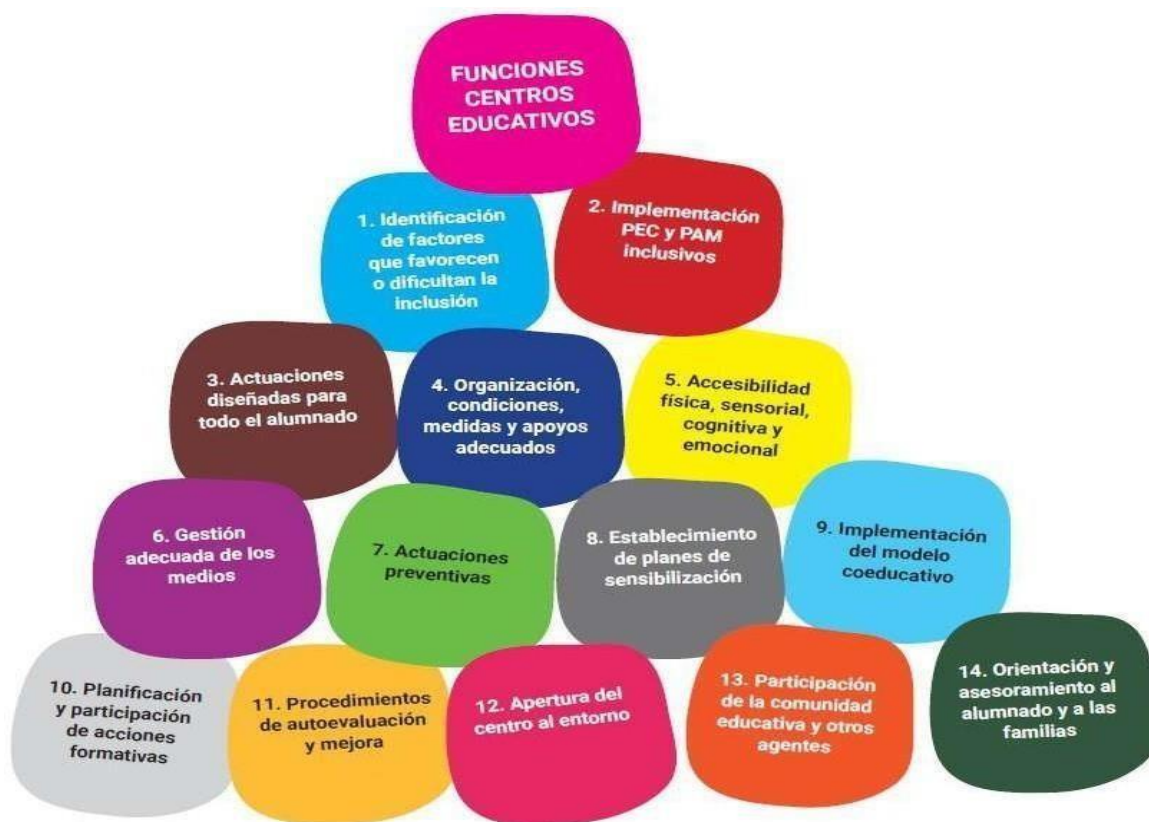 FUNCIONES
CENTROS
EDUCATIVOS
1. Identificación
de factores
que favorecen
o dificultan la
inclusión
2. Implementación
PEC y PAM
inclusivos
3. Actuaciones
diseñadas para
todo el alumnado
4. Organización,
condiciones,
medidas y apoyos
adecuados
5. Accesibilidad
física, sensorial,
cognitiva y
emocional
6. Gestión
adecuada de los
medios
7. Actuaciones
preventivas
8. Establecimiento
de planes de
sensibilización
9. Implementación
del modelo
coeducativo
10. Planificación
y participación
de acciones
formativas
11. Procedimientos
de autoevaluación
y mejora
12. Apertura del
centro al entorno
13. Participación
de la comunidad
educativa y otros
agentes
14. Orientación y
asesoramiento al
alumnado y a las
familias